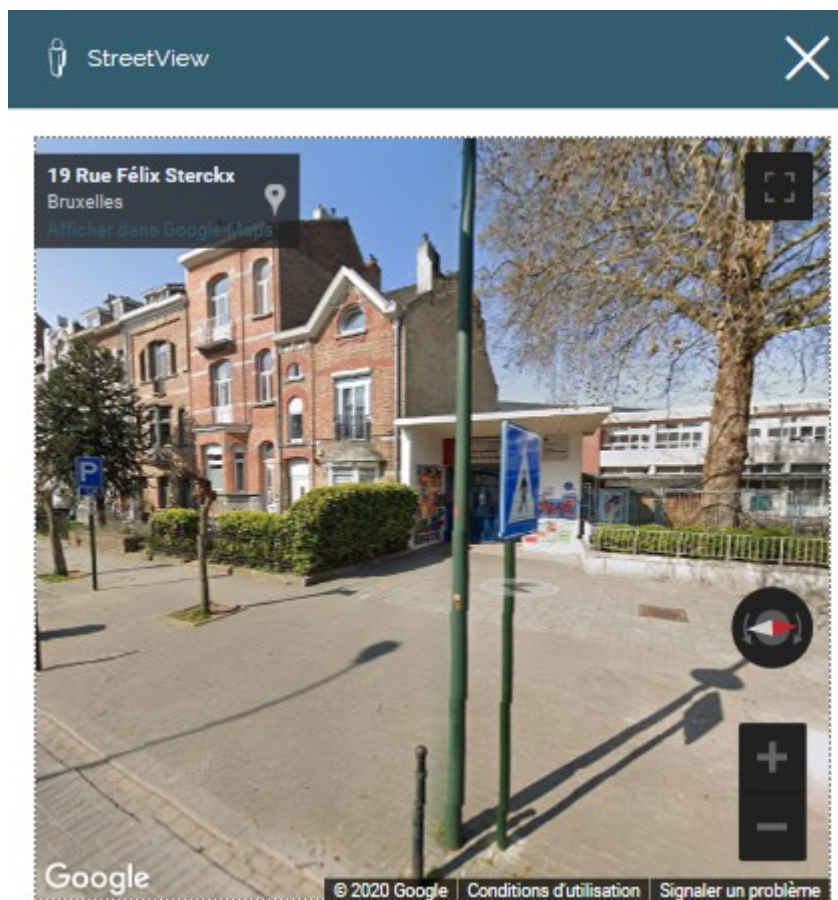 StreetView
19 Rue Félix Sterckx
Bruxelles
Afficher dans Google Maps
P
Google
© 2020 Google Conditions d'utilisation Signaler un problème